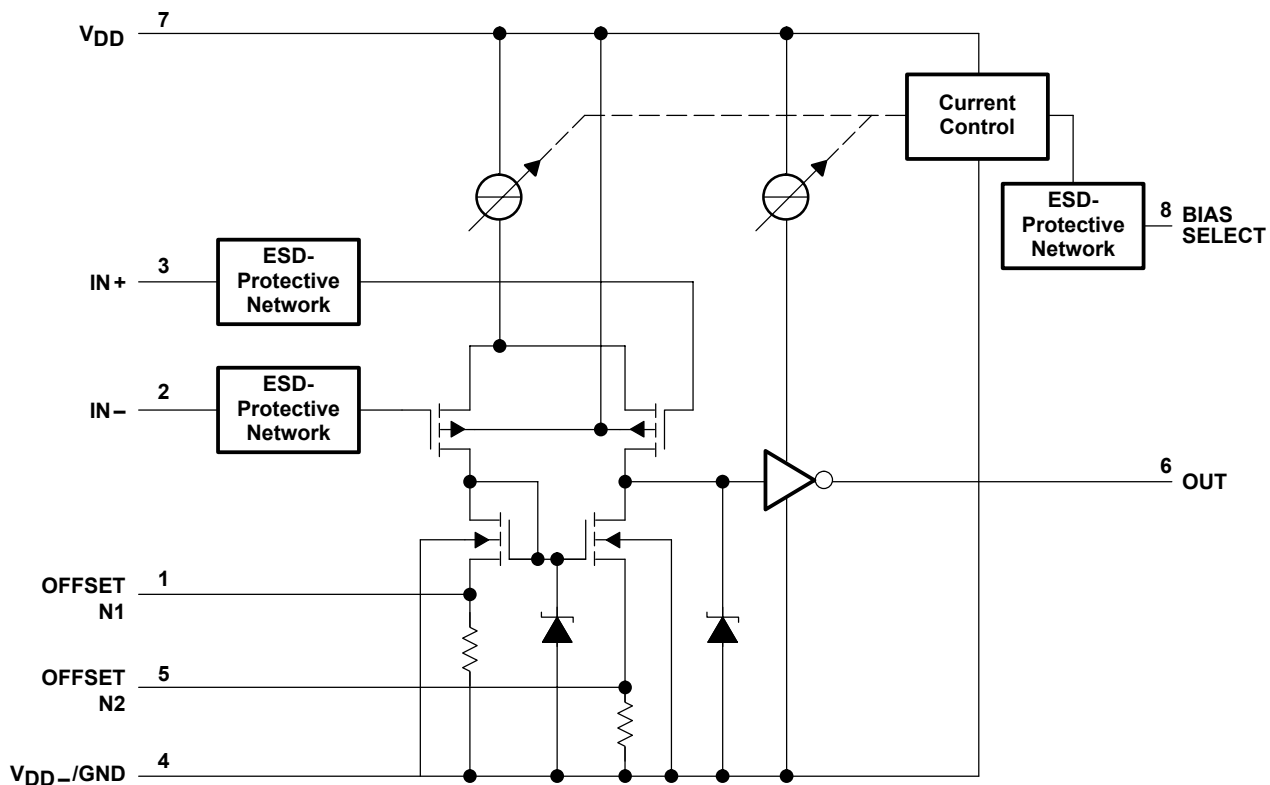 VDD
7
Current
Control
ESD-
Protective
Network
8
BIAS
SELECT
IN+
3
ESD-
Protective
Network
IN−
2
ESD-
Protective
Network
6
OUT
OFFSET
N1
1
OFFSET
N2
5
VDD−/GND
4